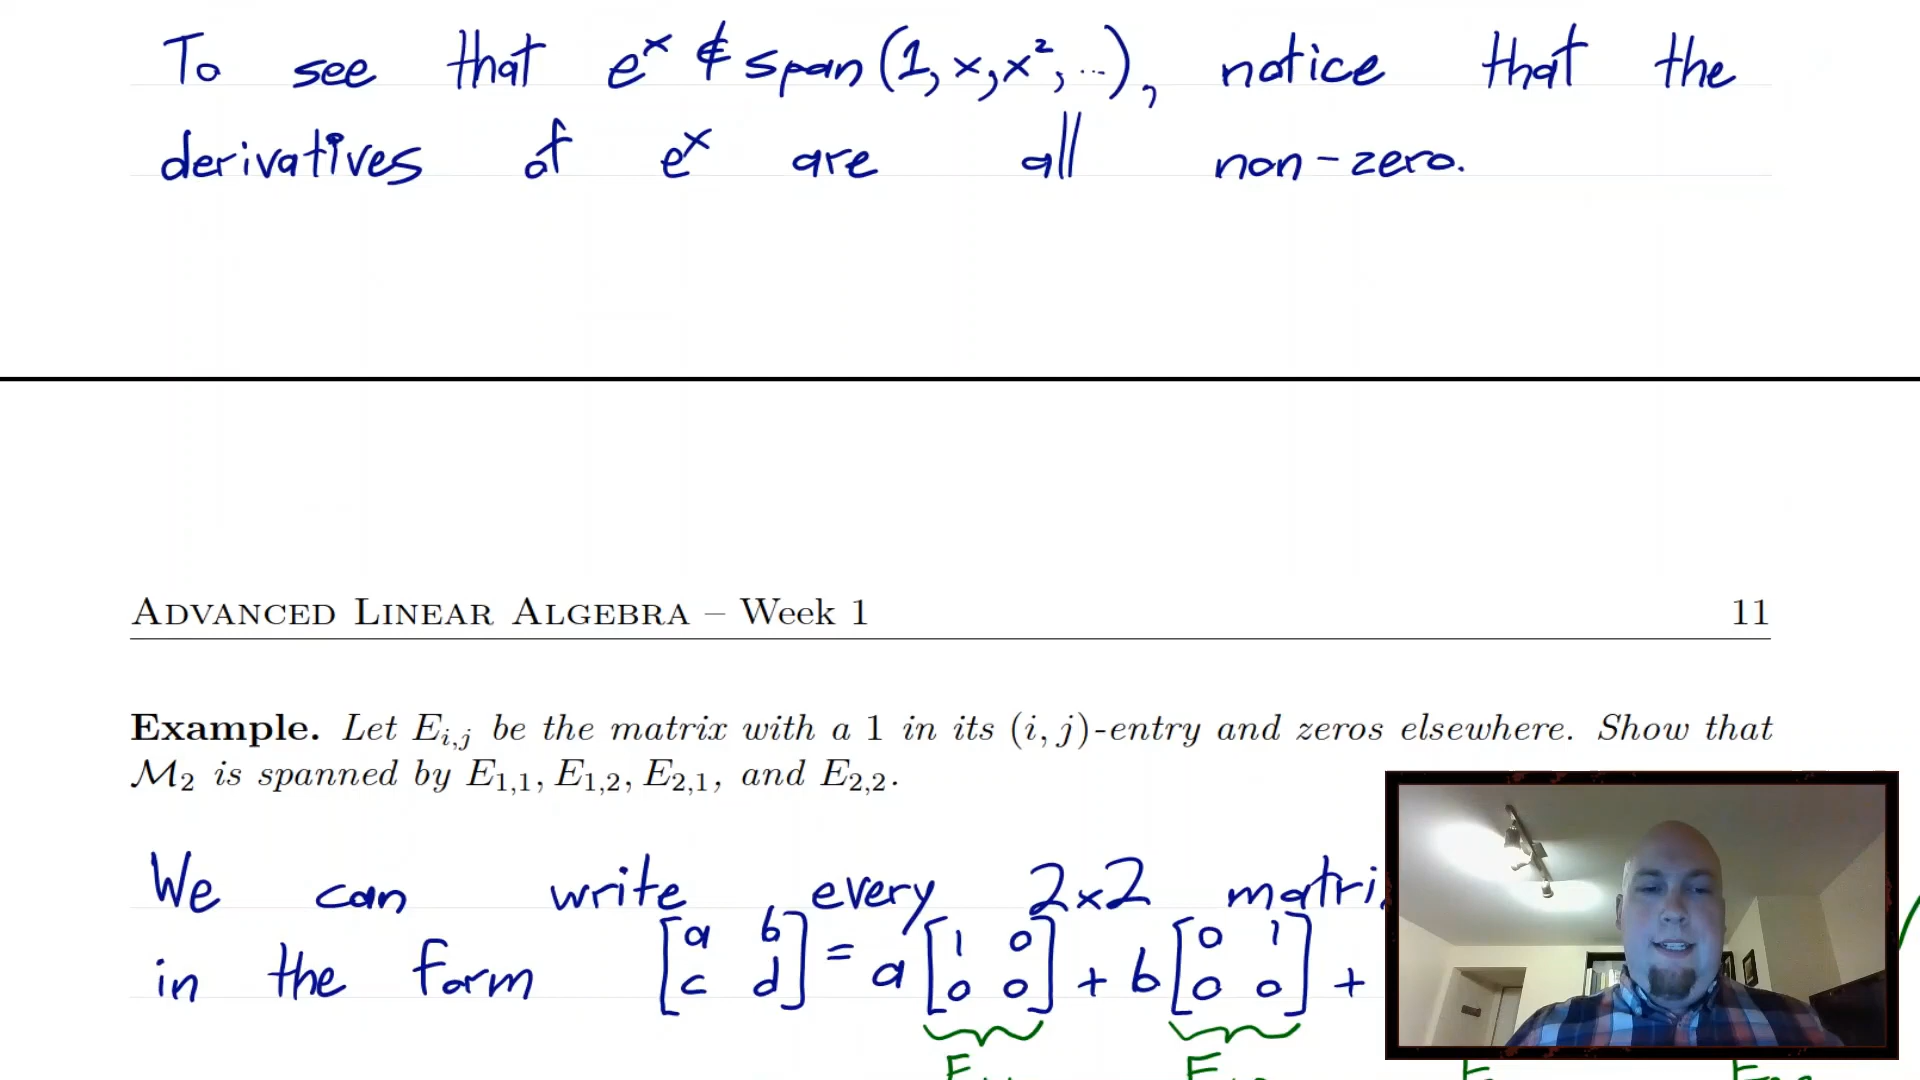 To see that eˣ ∉ span(1, x, x², ...), notice that the
derivatives of eˣ are all non-zero.
ADVANCED LINEAR ALGEBRA – Week 1 11
Example. Let E_{i,j} be the matrix with a 1 in its (i, j)-entry and zeros elsewhere. Show that
M₂ is spanned by E_{1,1}, E_{1,2}, E_{2,1}, and E_{2,2}.
We can write every 2×2
in the form [a b; c d] = a[1 0; 0 0] + b[0 1; 0 0] +